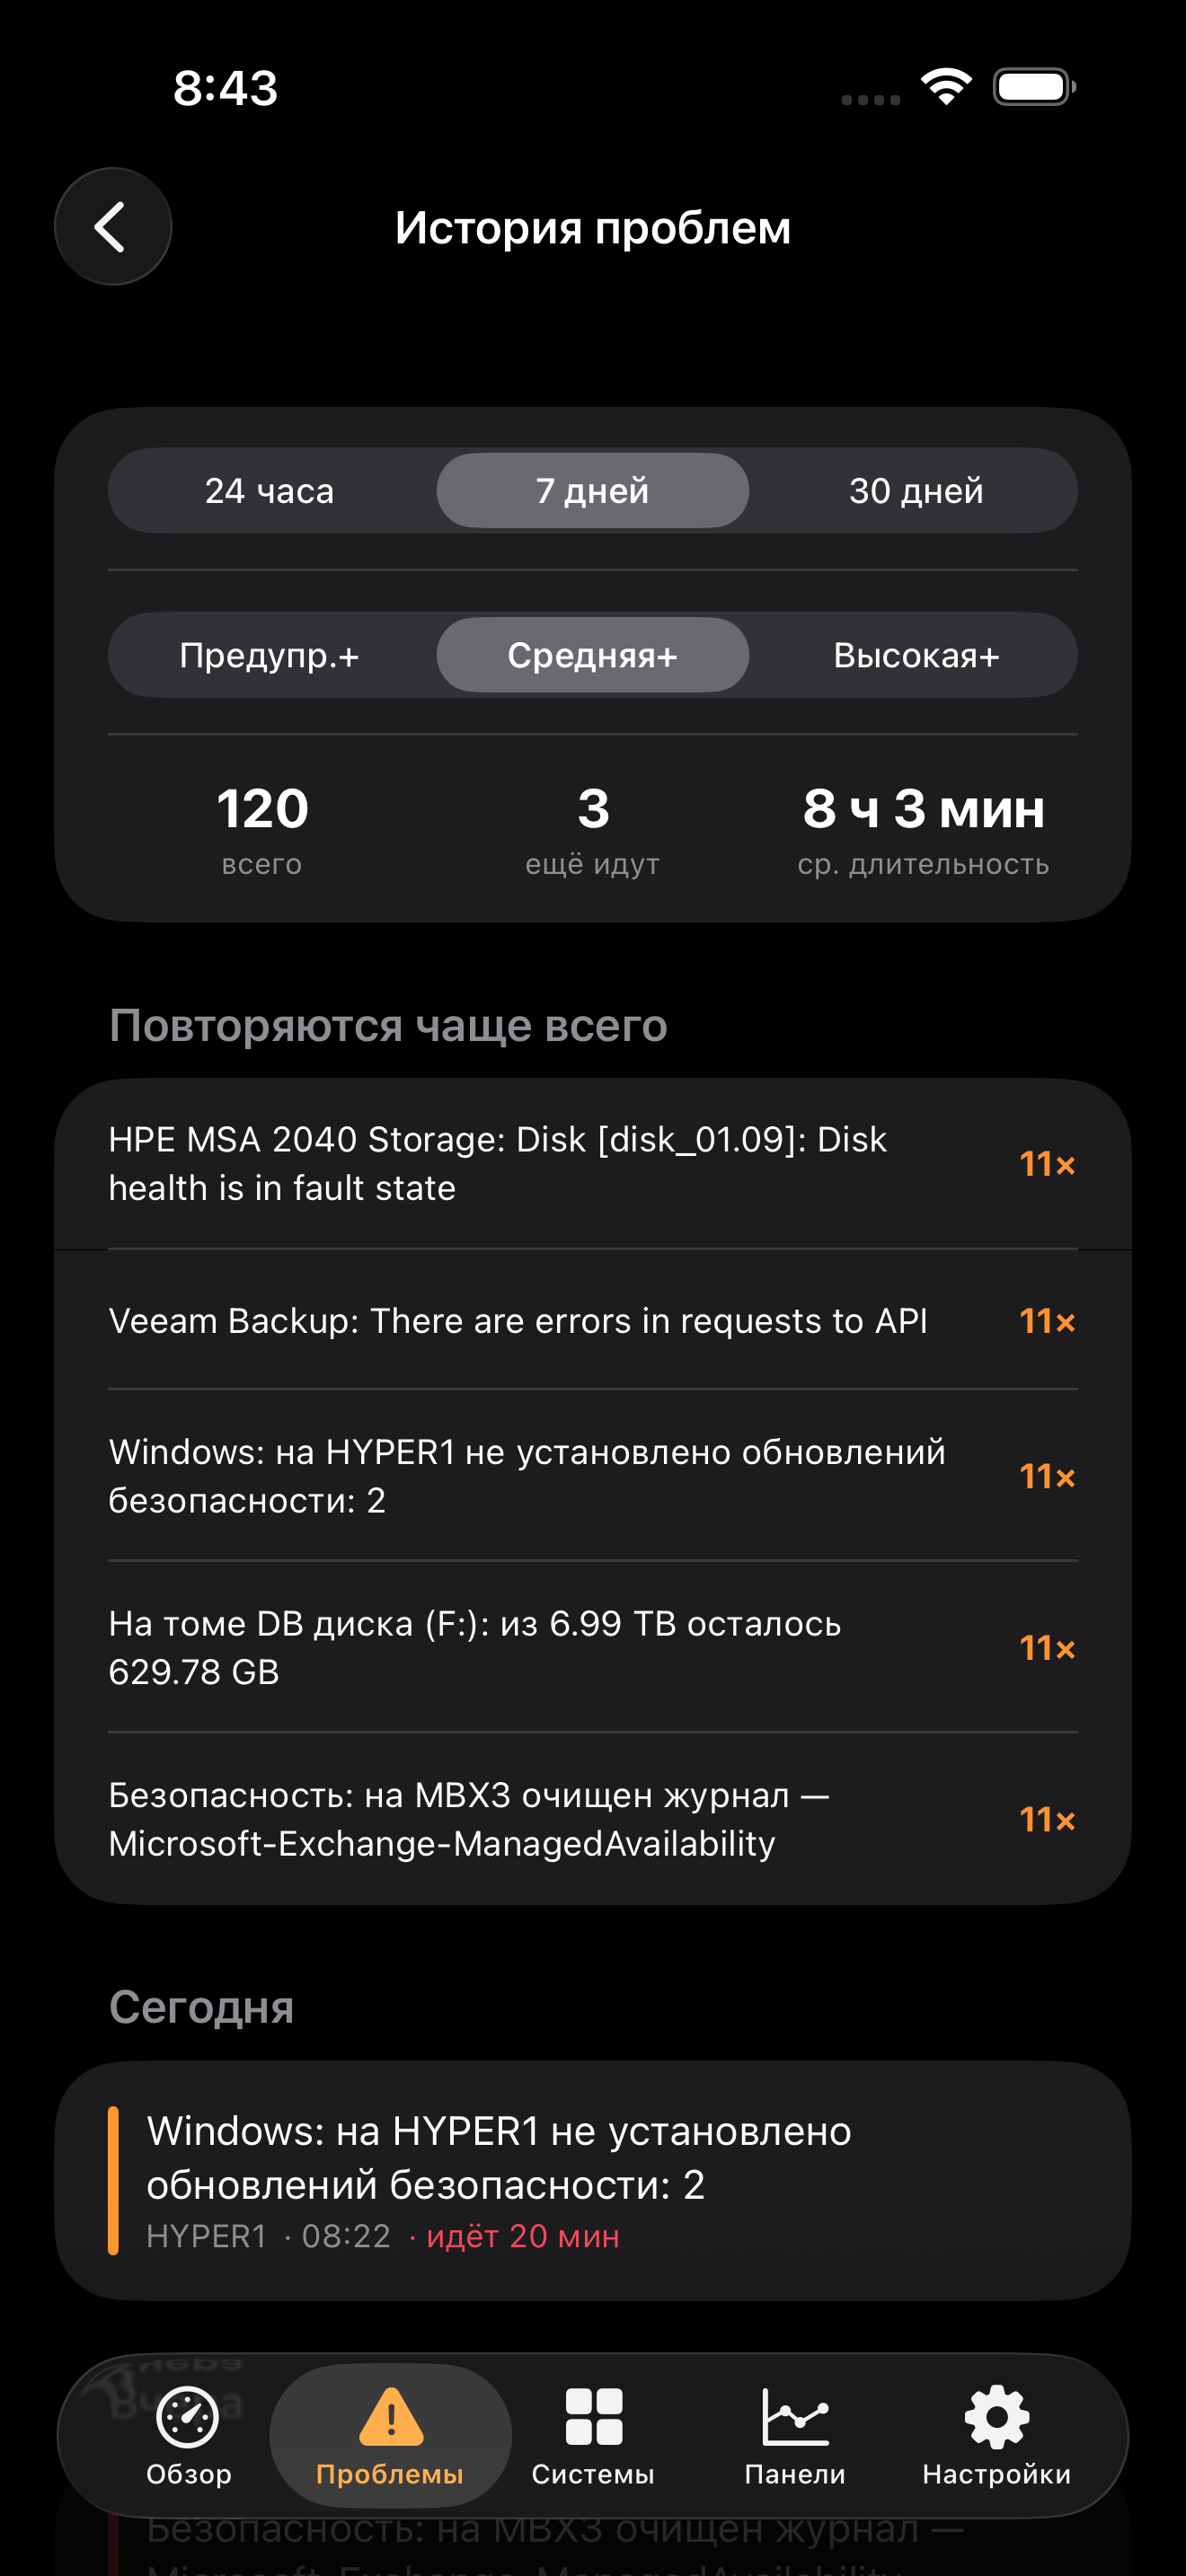 8:43
История проблем
24 часа
7 дней
30 дней
Предупр.+
Средняя+
Высокая+
120
3
8 ч 3 мин
всего
ещё идут
ср. длительность
Повторяются чаще всего
HPE MSA 2040 Storage: Disk [disk_01.09]: Disk
health is in fault state
11×
Veeam Backup: There are errors in requests to API
11×
Windows: на HYPER1 не установлено обновлений
безопасности: 2
11×
На томе DB диска (F:): из 6.99 TB осталось
629.78 GB
11×
Безопасность: на MBX3 очищен журнал —
Microsoft-Exchange-ManagedAvailability
11×
Сегодня
Windows: на HYPER1 не установлено
обновлений безопасности: 2
HYPER1 · 08:22 · идёт 20 мин
Обзор
Проблемы
Системы
Панели
Настройки
Безопасность: на MBX3 очищен журнал —
Microsoft-Exchange-ManagedAvailability